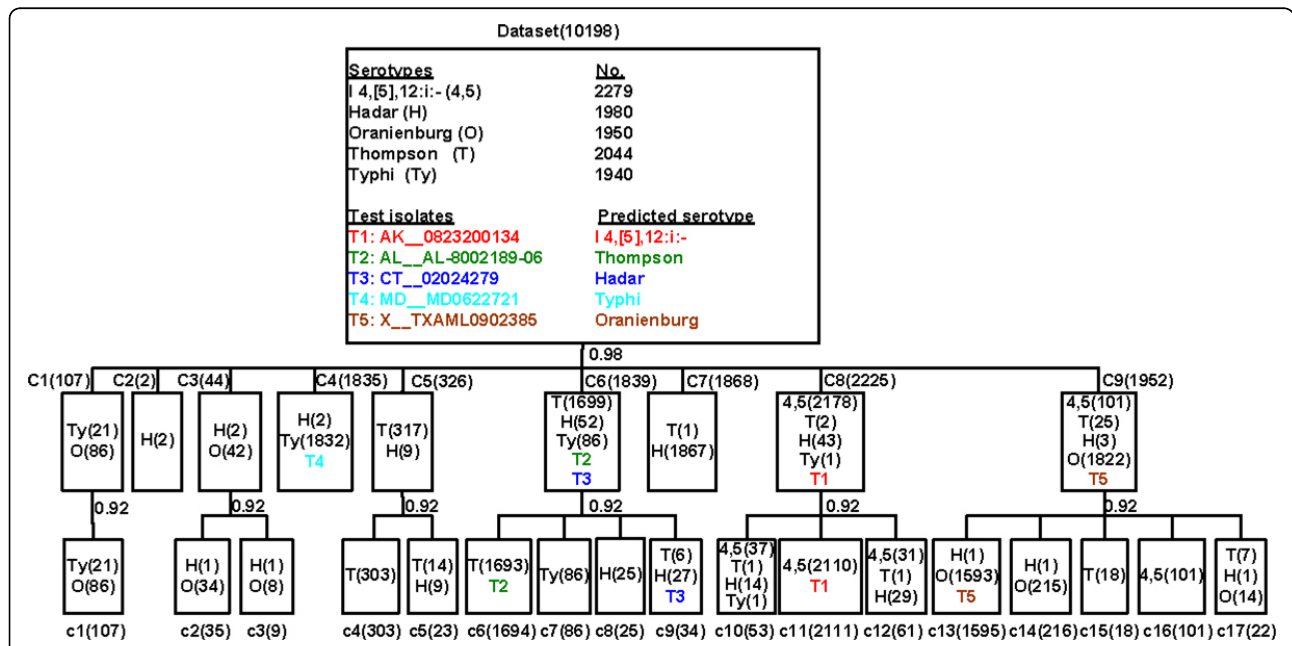 Dataset(10198)
Serotypes No.
I 4,[5],12:i:- (4,5) 2279
Hadar (H) 1980
Oranienburg (O) 1950
Thompson (T) 2044
Typhi (Ty) 1940
Test isolates Predicted serotype
T1: AK__0823200134 I 4,[5],12:i:-
T2: AL__AL-8002189-06 Thompson
T3: CT__02024279 Hadar
T4: MD__MD0622721 Typhi
T5: X__TXAML0902385 Oranienburg
0.98
C1(107) C2(2) C3(44) C4(1835) C5(326) C6(1839) C7(1868) C8(2225) C9(1952)
Ty(21)
O(86)
H(2)
H(2)
O(42)
H(2)
Ty(1832)
T4
T(317)
H(9)
T(1699)
H(52)
Ty(86)
T2
T3
T(1)
H(1867)
4,5(2178)
T(2)
H(43)
Ty(1)
T1
4,5(101)
T(25)
H(3)
O(1822)
T5
0.92 0.92 0.92 0.92 0.92 0.92
Ty(21)
O(86)
H(1)
O(34)
H(1)
O(8)
T(303)
T(14)
H(9)
T(1693)
T2
Ty(86)
H(25)
T(6)
H(27)
T3
4,5(37)
T(1)
H(14)
Ty(1)
4,5(2110)
T1
4,5(31)
T(1)
H(29)
H(1)
O(1593)
T5
H(1)
O(215)
T(18)
4,5(101)
T(7)
H(1)
O(14)
c1(107) c2(35) c3(9) c4(303) c5(23) c6(1694) c7(86) c8(25) c9(34) c10(53) c11(2111) c12(61) c13(1595) c14(216) c15(18) c16(101) c17(22)